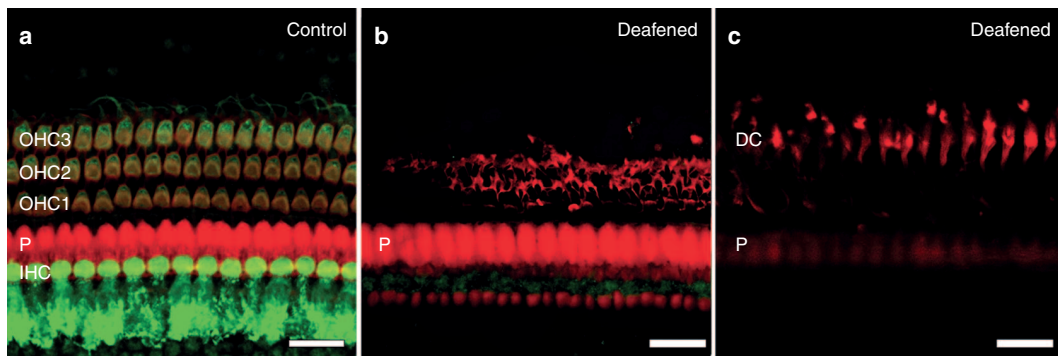 a Control
OHC3
OHC2
OHC1
P
IHC
b Deafened
P
c Deafened
DC
P